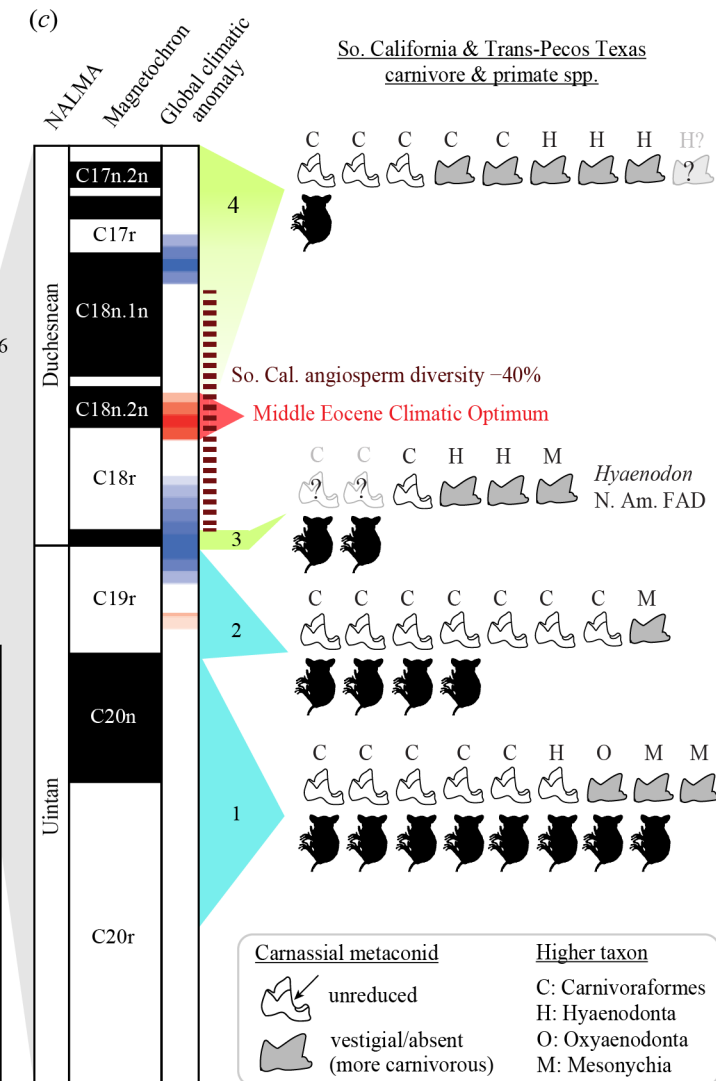 (c)
NALMA
Magnetochron
Global climatic
anomaly
So. California & Trans-Pecos Texas
carnivore & primate spp.
C C C C C H H H H?
?
4
C17n.2n
C17r
C18n.1n
6
Duchesnean
So. Cal. angiosperm diversity −40%
C18n.2n
Middle Eocene Climatic Optimum
C C C H H M
? ?
Hyaenodon
N. Am. FAD
C18r
3
C19r
2
C C C C C C C M
C20n
C C C C C H O M M
Uintan
1
C20r
Carnassial metaconid
unreduced
vestigial/absent
(more carnivorous)
Higher taxon
C: Carnivoraformes
H: Hyaenodonta
O: Oxyaenodonta
M: Mesonychia